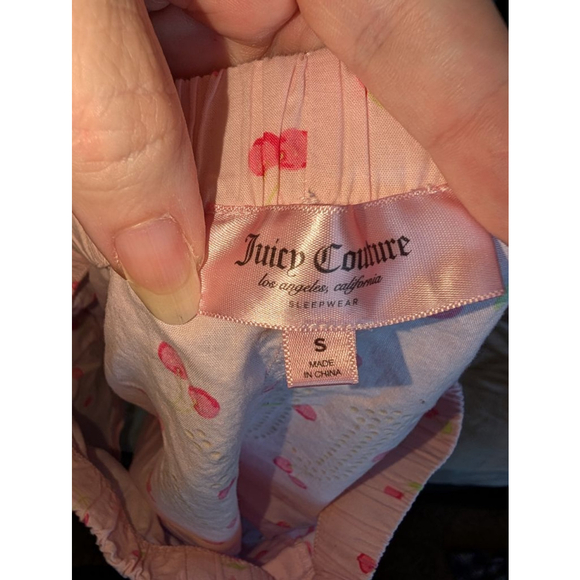 Juicy Couture
los angeles, california
SLEEPWEAR
S
MADE
IN CHINA